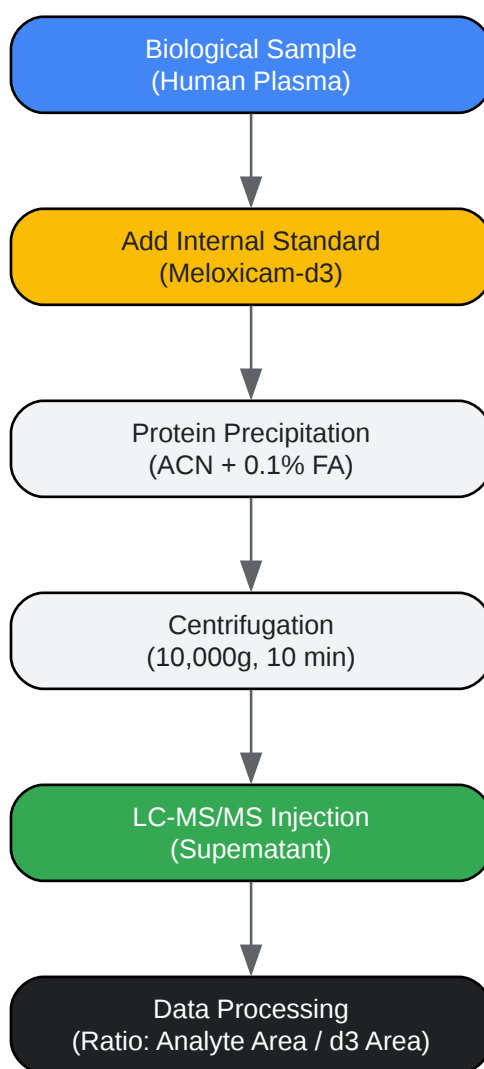 Biological Sample
(Human Plasma)
Add Internal Standard
(Meloxicam-d3)
Protein Precipitation
(ACN + 0.1% FA)
Centrifugation
(10,000g, 10 min)
LC-MS/MS Injection
(Supematant)
Data Processing
(Ratio: Analyte Area / d3 Area)